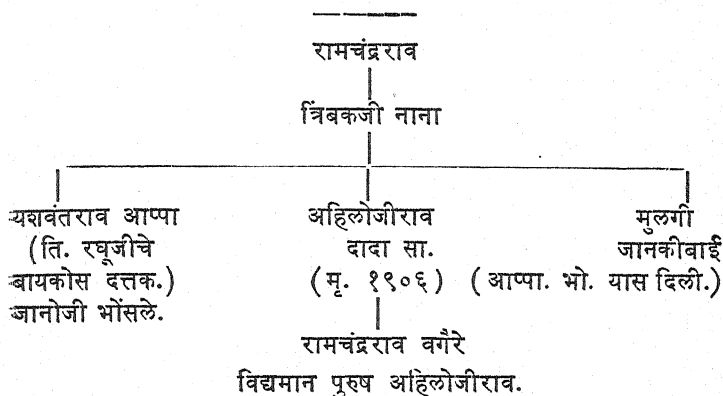 रामचंद्रराव
त्रिंबकजी नाना
यशवंतराव आप्पा
(ति. रघूजीचे
बायकोस दत्तक.)
जानोजी भोंसले.
अहिलोजीराव
दादा सा.
(मृ. १९०६)
मुलगी
जानकीबाई
(आप्पा. भो. यास दिली.)
रामचंद्रराव वगैरे
विद्यमान पुरुष अहिलोजीराव.